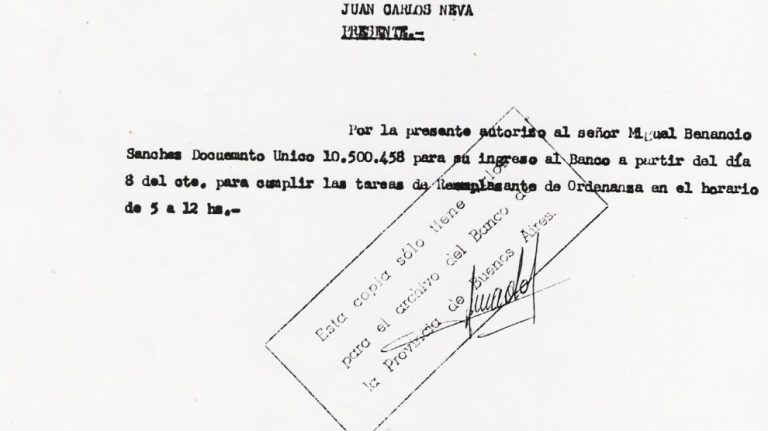 JUAN CARLOS NEVA
PRESENTE.-
Por la presente autorizo al señor Miguel Benancio
Sanches Documanto Unico 10.500.458 para su ingreso al Banco a partir del día
8 del cte. para cumplir las tareas de Reemplasante de Ordenansa en el horario
de 5 a 12 hs.-
Esta copia sólo tiene valor
para el archivo del Banco de
la Provincia de Buenos Aires.